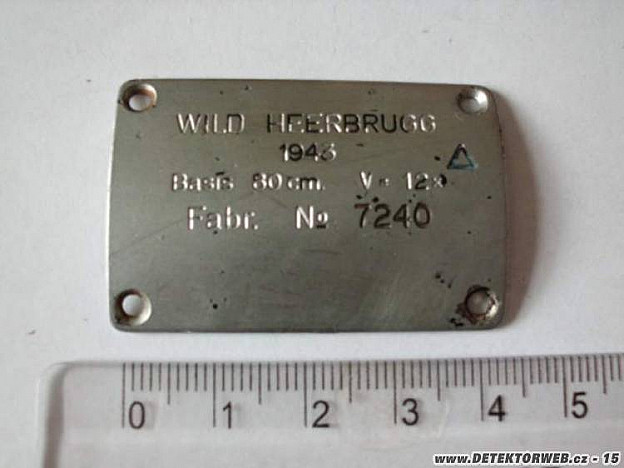 WILD HEERBRUGG
1943
Basis 80 cm. V = 12x
Fabr. No 7240
0 1 2 3 4 5
www.DETEKTORWEB.cz - 15